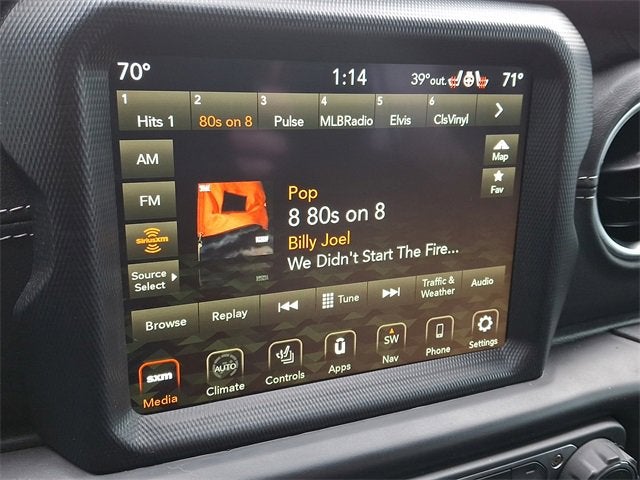 70°
1:14
39°out.
71°
1 Hits 1
2 80s on 8
3 Pulse
4 MLBRadio
5 Elvis
6 ClsVinyl
AM
FM
SiriusXM
Source Select
Map
Fav
Pop
8 80s on 8
Billy Joel
We Didn't Start The Fire...
Browse
Replay
Tune
Traffic & Weather
Audio
sxm
Media
AUTO
Climate
Controls
Apps
SW
Nav
Phone
Settings